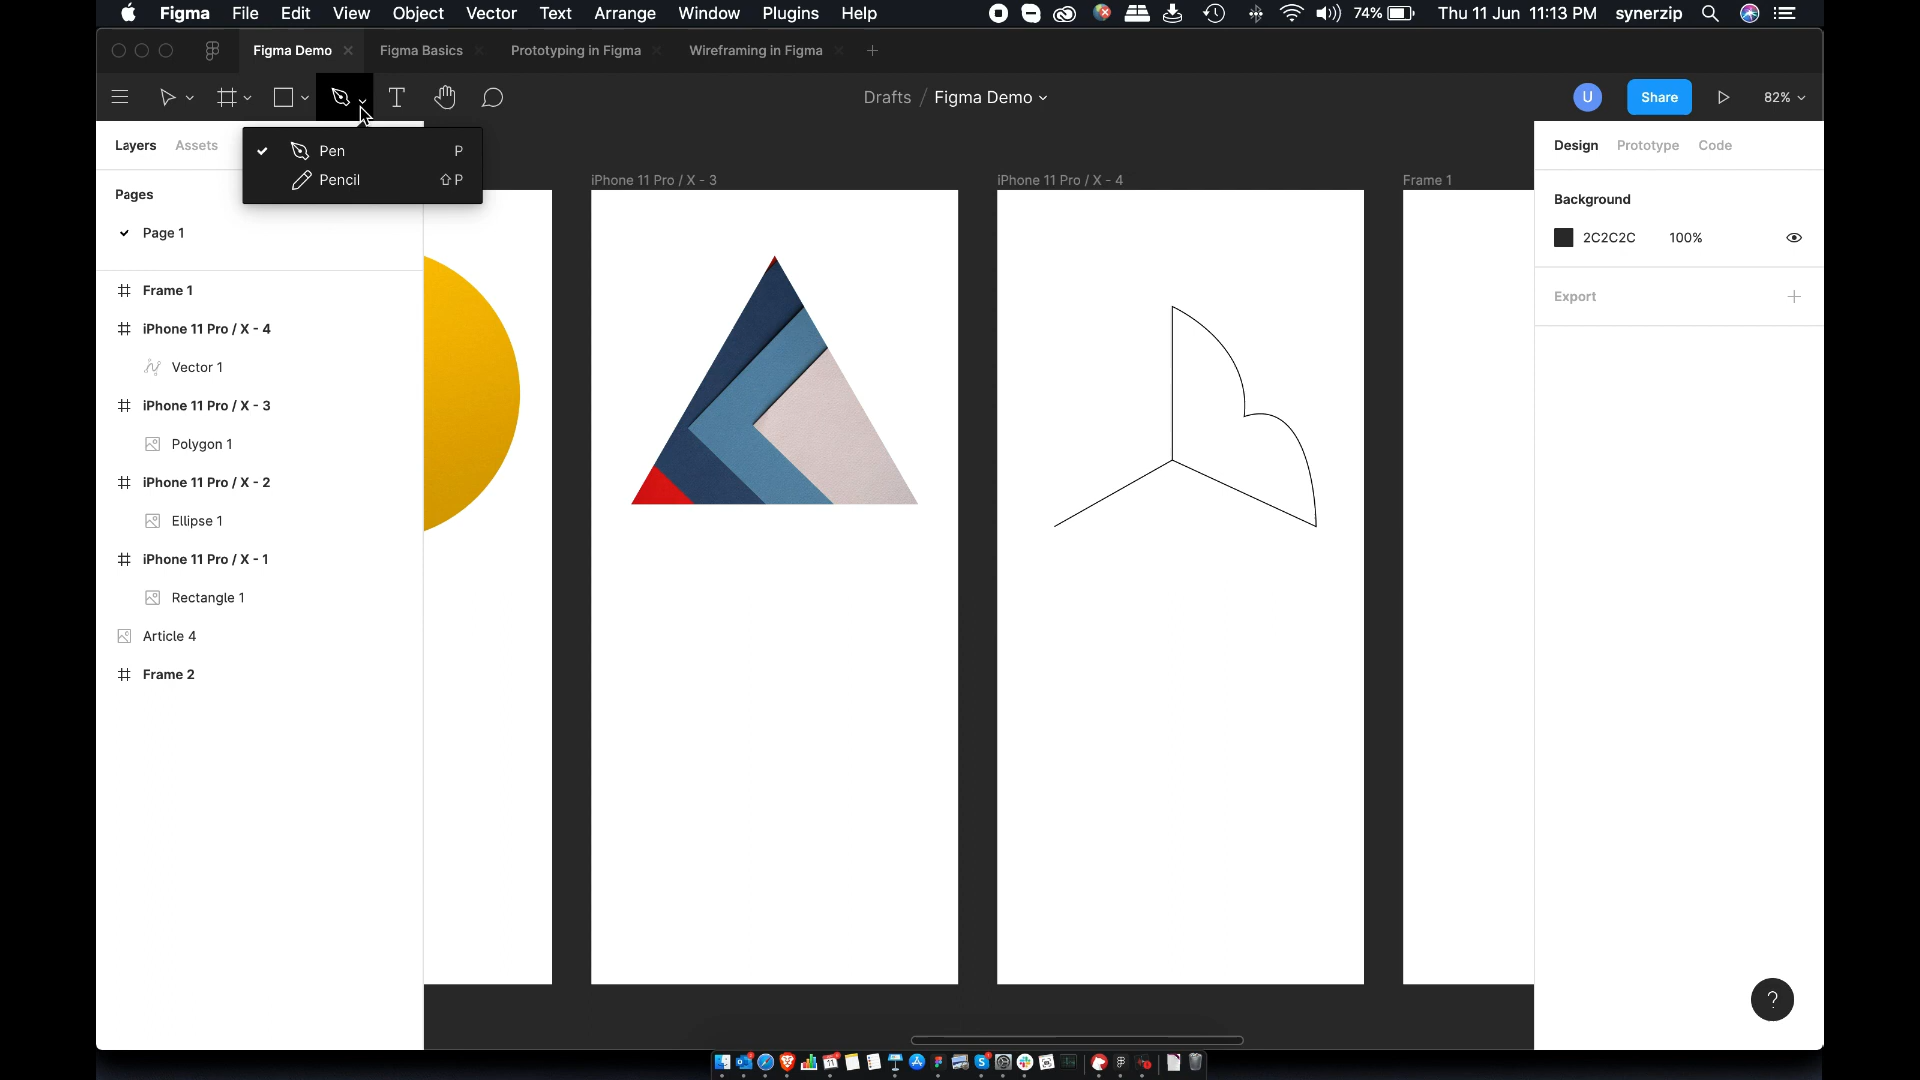 Figma File Edit View Object Vector Text Arrange Window Plugins Help 74% Thu 11 Jun 11:13 PM synerzip
Figma Demo Figma Basics Prototyping in Figma Wireframing in Figma
Drafts / Figma Demo U Share 82%
Layers Assets
Pen P
Pencil ⇧P
Pages
Page 1
Frame 1
iPhone 11 Pro / X - 4
Vector 1
iPhone 11 Pro / X - 3
Polygon 1
iPhone 11 Pro / X - 2
Ellipse 1
iPhone 11 Pro / X - 1
Rectangle 1
Article 4
Frame 2
iPhone 11 Pro / X - 3
iPhone 11 Pro / X - 4
Frame 1
Design Prototype Code
Background
2C2C2C 100%
Export
?